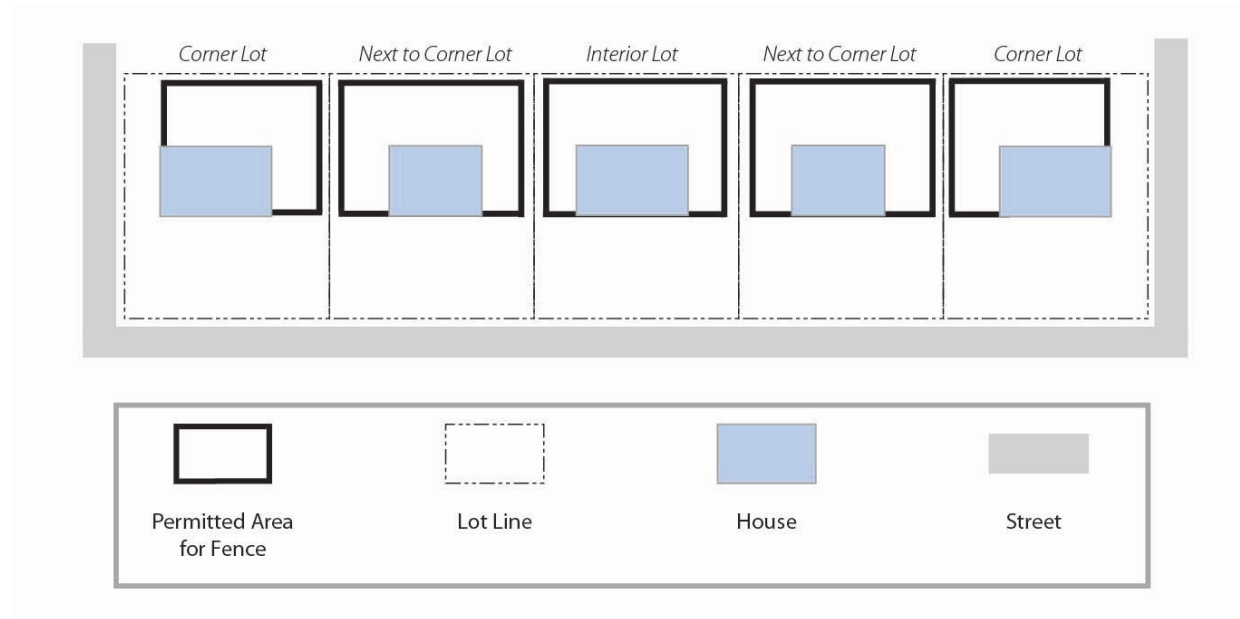 Corner Lot
Next to Corner Lot
Interior Lot
Next to Corner Lot
Corner Lot
Permitted Area
for Fence
Lot Line
House
Street